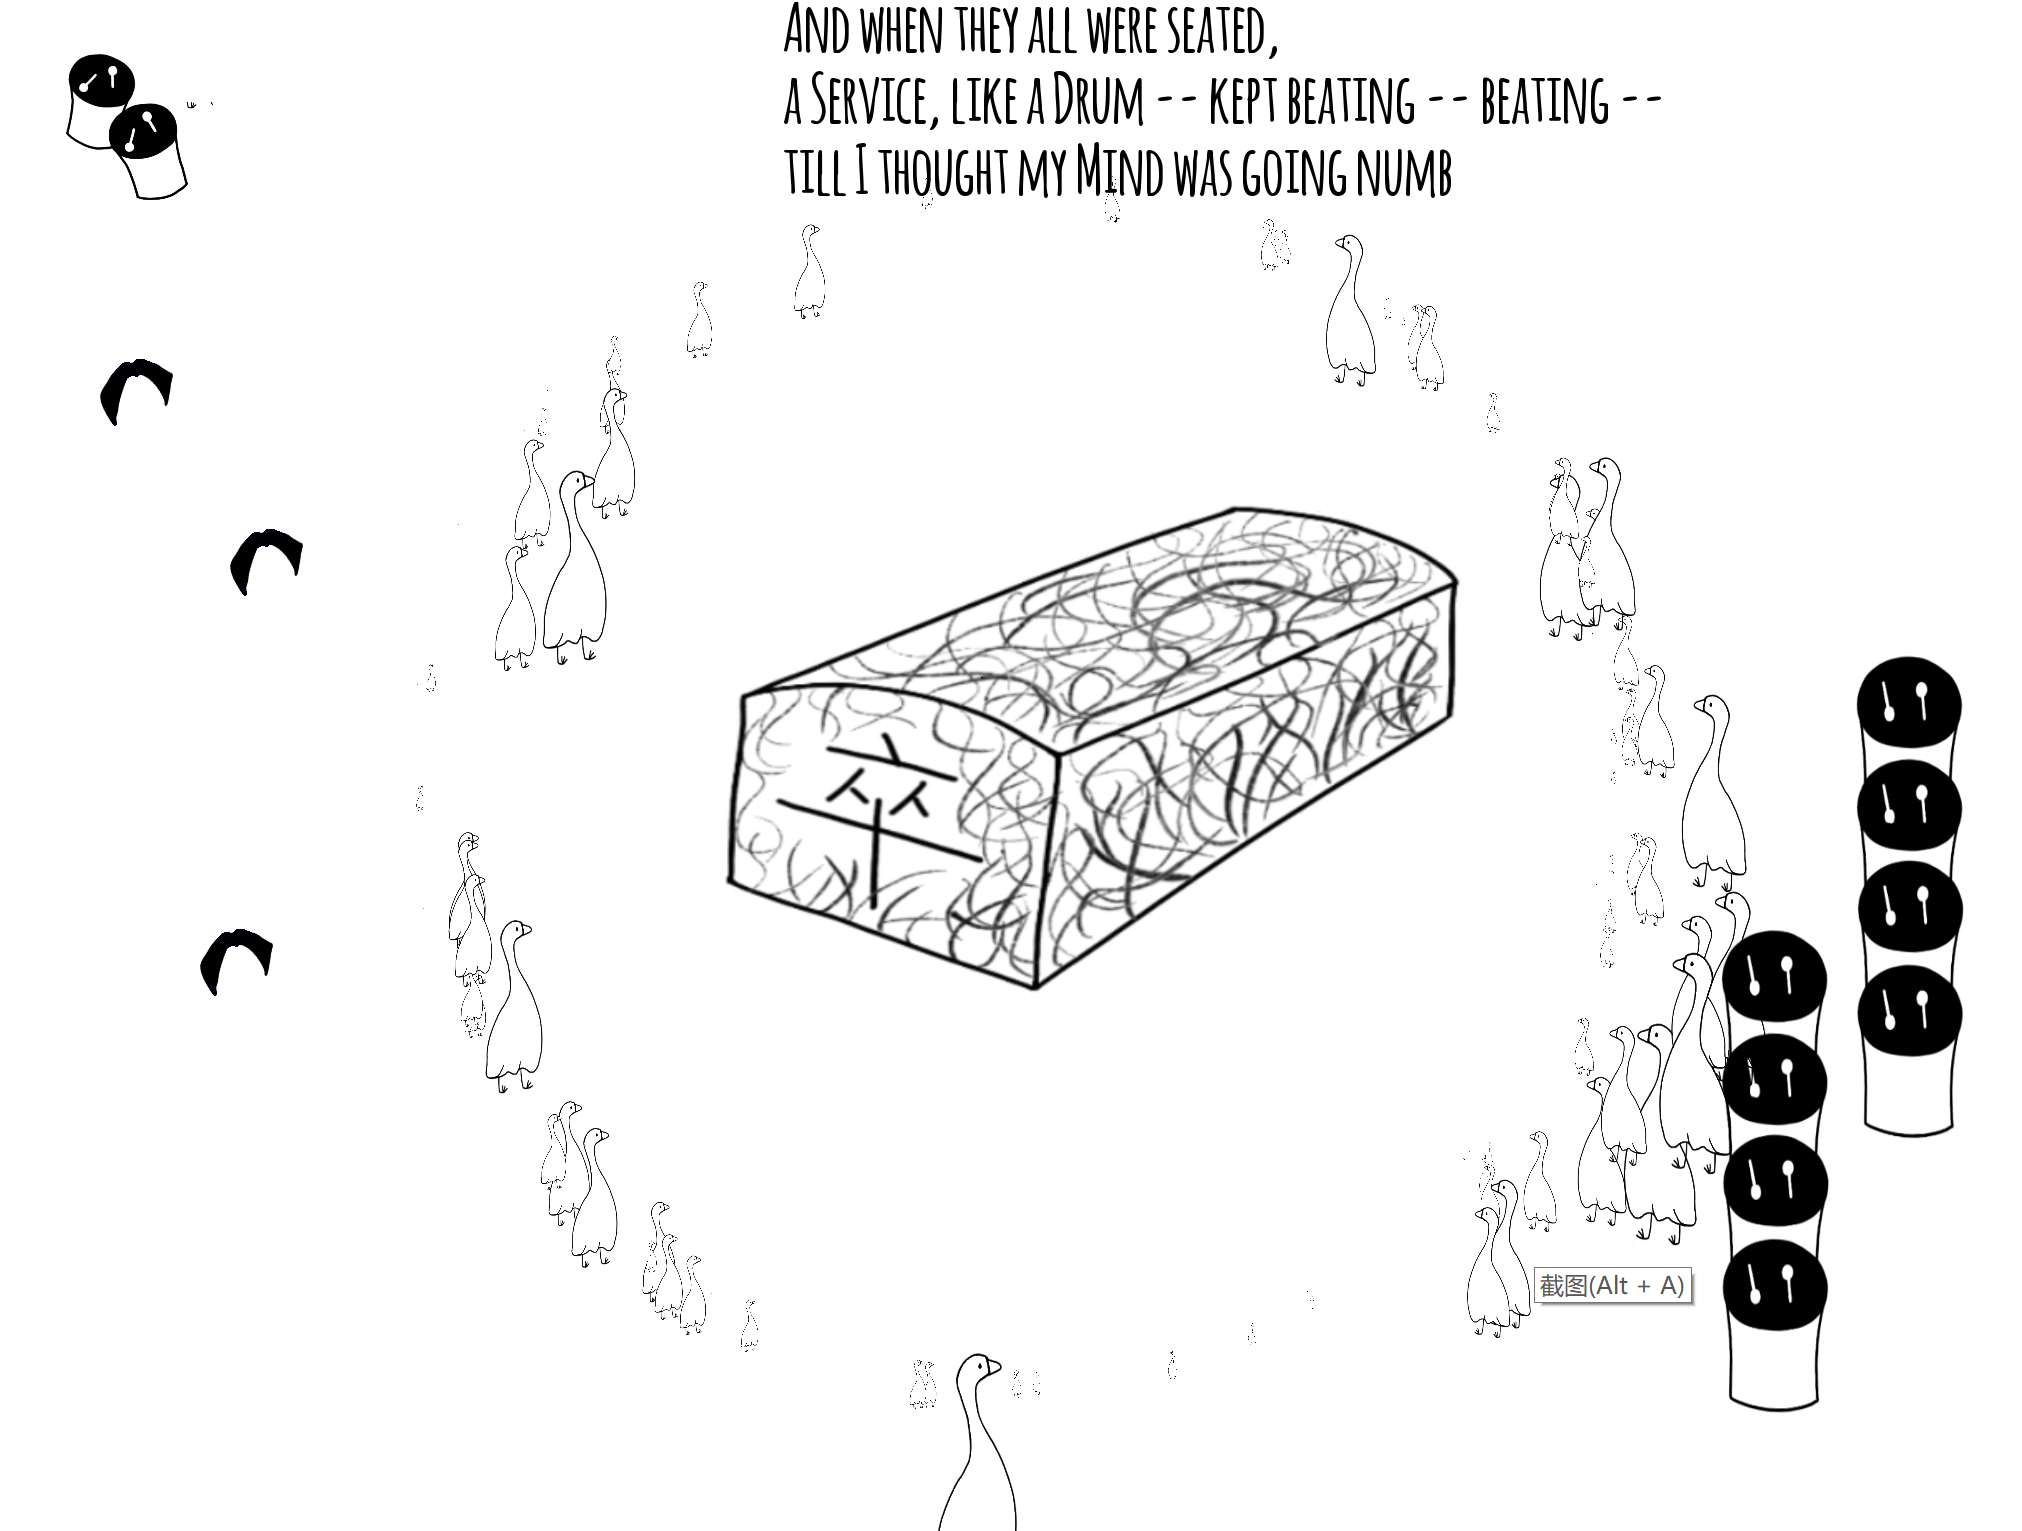 And when they all were seated,
a Service, like a Drum -- kept beating -- beating --
till I thought my Mind was going numb
卒
截图(Alt + A)